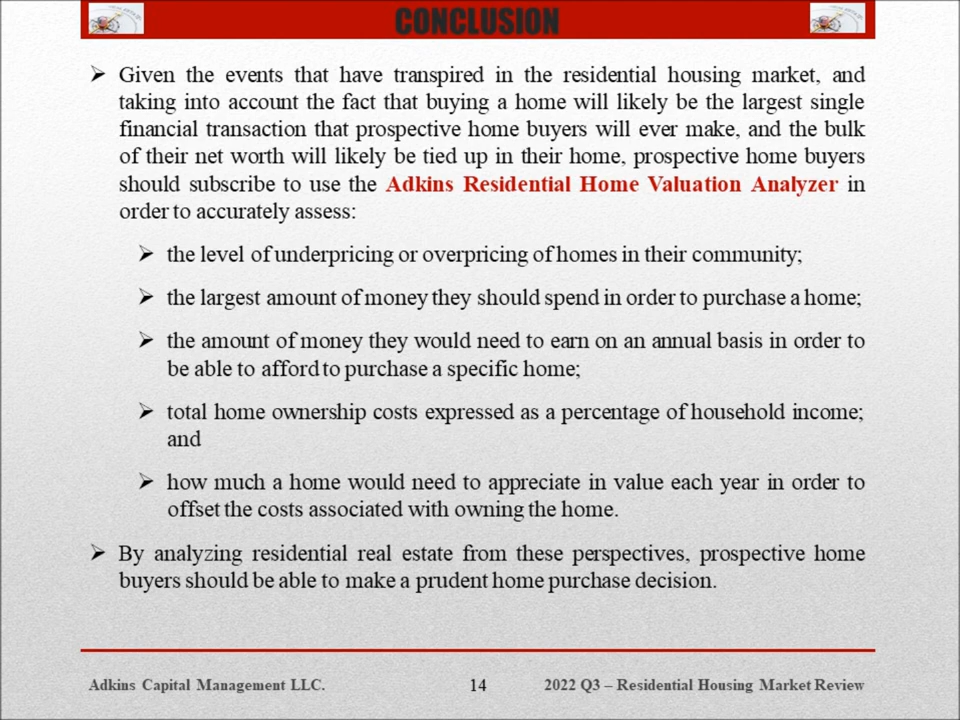 CONCLUSION
➢ Given the events that have transpired in the residential housing market, and
taking into account the fact that buying a home will likely be the largest single
financial transaction that prospective home buyers will ever make, and the bulk
of their net worth will likely be tied up in their home, prospective home buyers
should subscribe to use the Adkins Residential Home Valuation Analyzer in
order to accurately assess:
➢ the level of underpricing or overpricing of homes in their community;
➢ the largest amount of money they should spend in order to purchase a home;
➢ the amount of money they would need to earn on an annual basis in order to
be able to afford to purchase a specific home;
➢ total home ownership costs expressed as a percentage of household income;
and
➢ how much a home would need to appreciate in value each year in order to
offset the costs associated with owning the home.
➢ By analyzing residential real estate from these perspectives, prospective home
buyers should be able to make a prudent home purchase decision.
Adkins Capital Management LLC. 14 2022 Q3 – Residential Housing Market Review